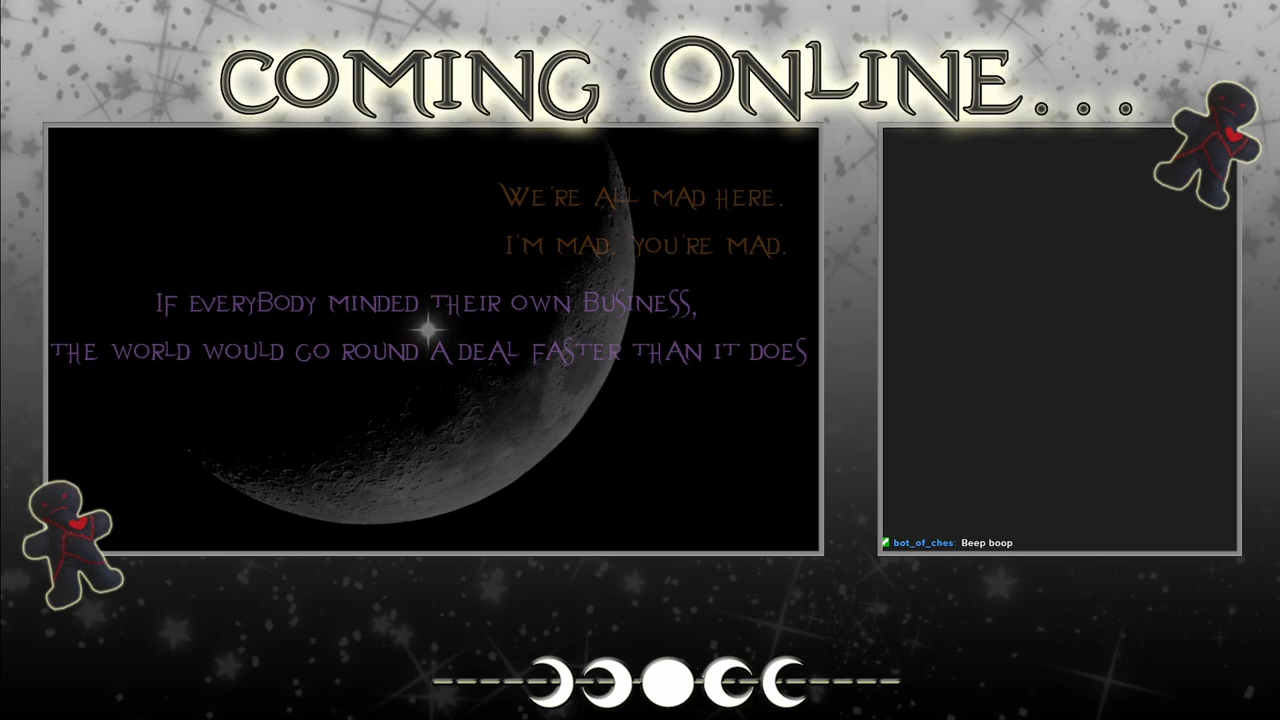 Coming Online...
We're all mad here.
I'm mad. You're mad.
If everybody minded their own business,
the world would go round a deal faster than it does
bot_of_ches: Beep boop